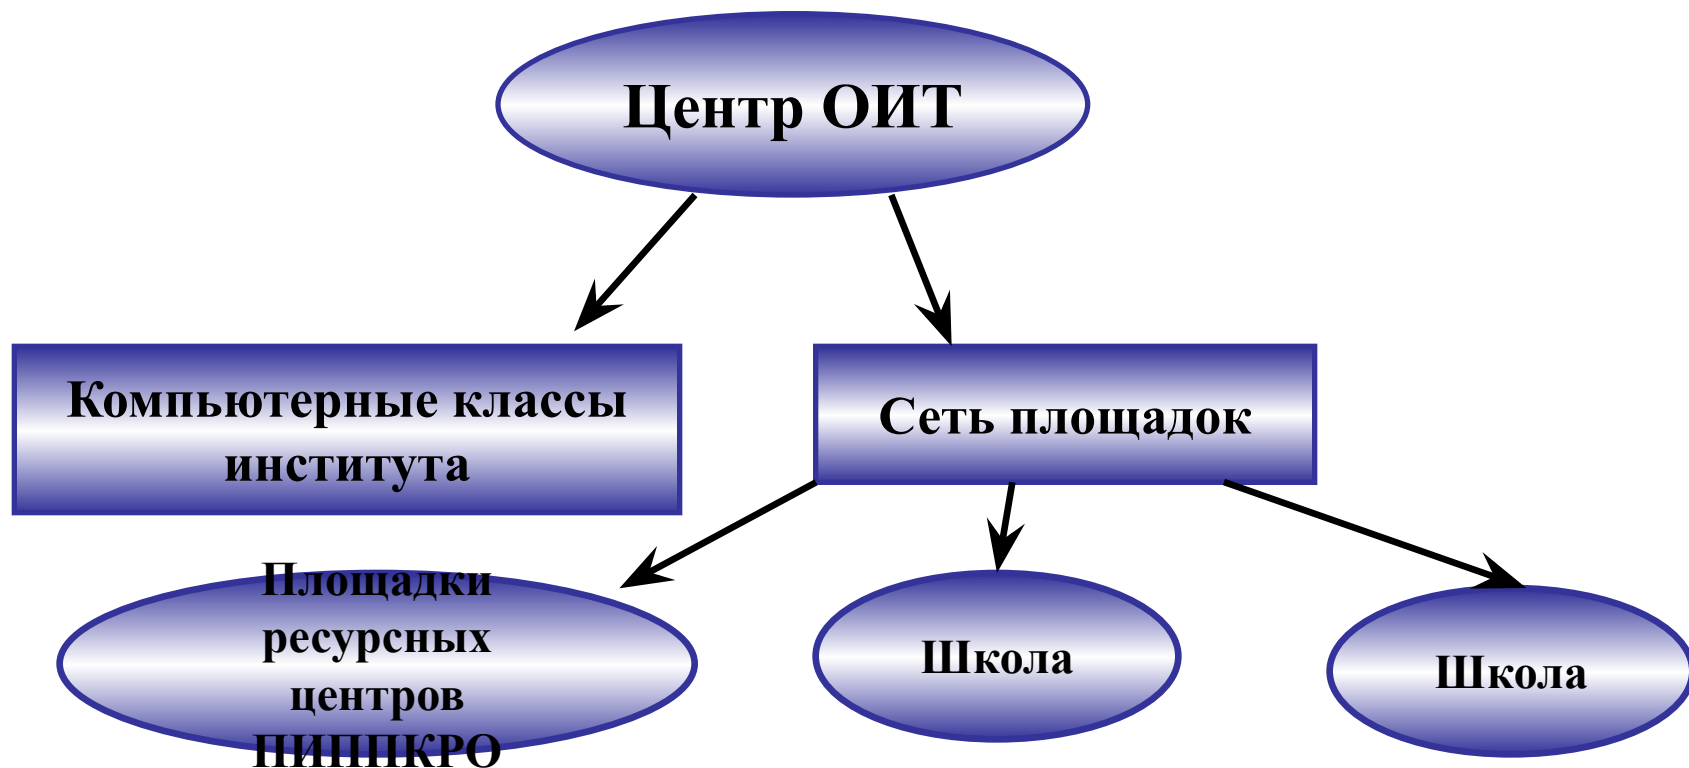 Центр ОИТ
Компьютерные классы
института
Сеть площадок
Площадки
ресурсных
центров
ПИППКРО
Школа
Школа